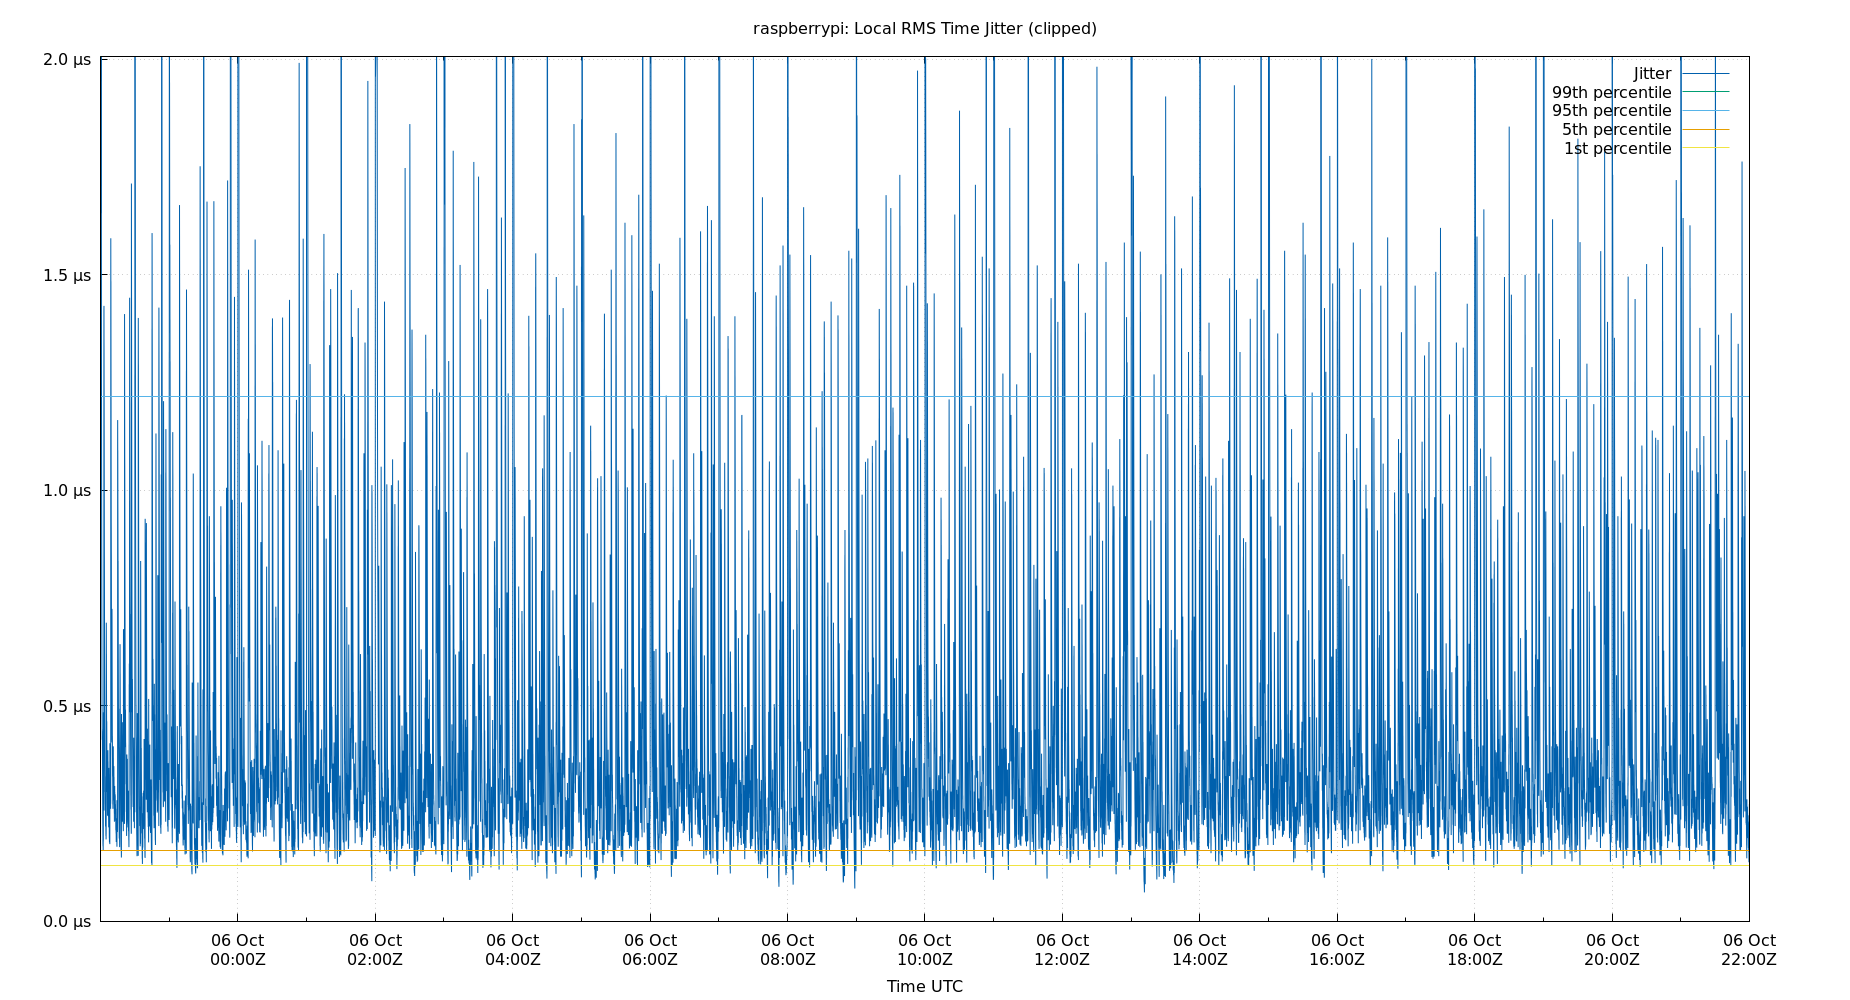 raspberrypi: Local RMS Time Jitter (clipped)
2.0 µs
1.5 µs
1.0 µs
0.5 µs
0.0 µs
Jitter
99th percentile
95th percentile
5th percentile
1st percentile
06 Oct 06 Oct 06 Oct 06 Oct 06 Oct 06 Oct 06 Oct 06 Oct 06 Oct 06 Oct 06 Oct 06 Oct
00:00Z 02:00Z 04:00Z 06:00Z 08:00Z 10:00Z 12:00Z 14:00Z 16:00Z 18:00Z 20:00Z 22:00Z
Time UTC